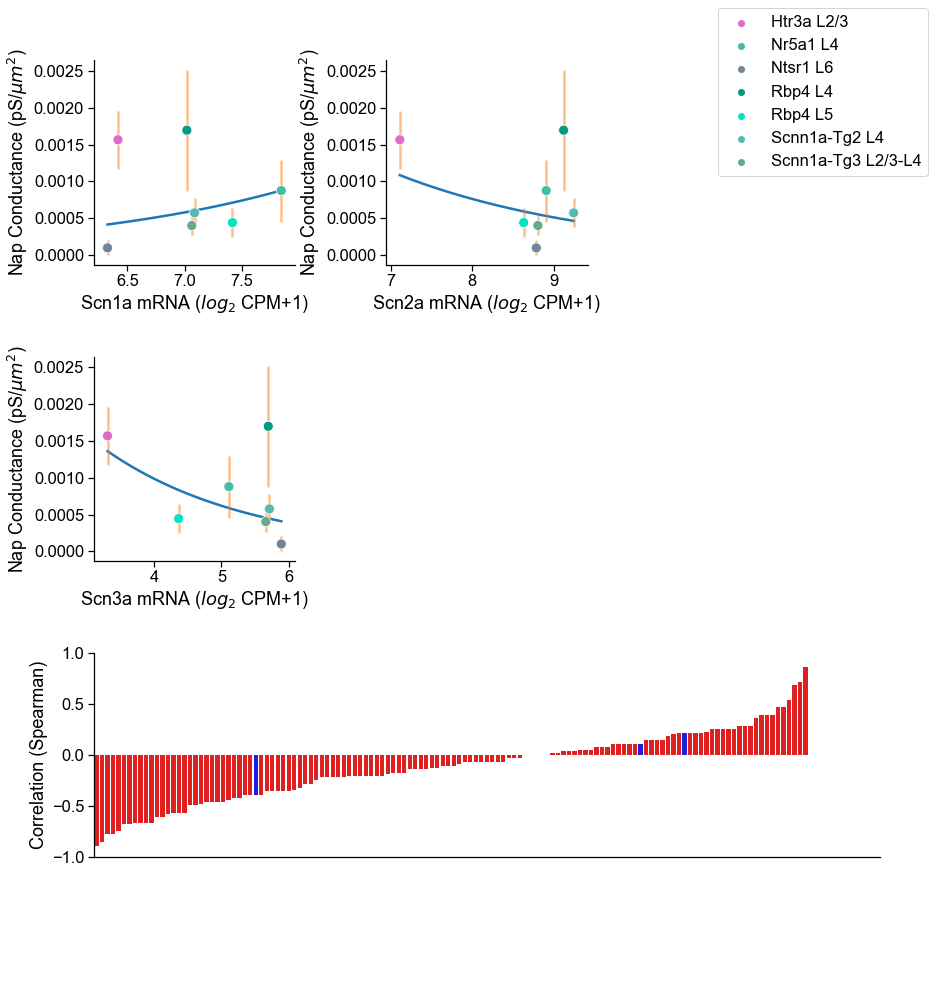 Htr3a L2/3
Nr5a1 L4
Ntsr1 L6
Rbp4 L4
Rbp4 L5
Scnn1a-Tg2 L4
Scnn1a-Tg3 L2/3-L4
Nap Conductance (pS/μm²)
0.0025
0.0020
0.0015
0.0010
0.0005
0.0000
6.5 7.0 7.5
Scn1a mRNA (log₂ CPM+1)
Nap Conductance (pS/μm²)
0.0025
0.0020
0.0015
0.0010
0.0005
0.0000
7 8 9
Scn2a mRNA (log₂ CPM+1)
Nap Conductance (pS/μm²)
0.0025
0.0020
0.0015
0.0010
0.0005
0.0000
4 5 6
Scn3a mRNA (log₂ CPM+1)
Correlation (Spearman)
1.0
0.5
0.0
−0.5
−1.0